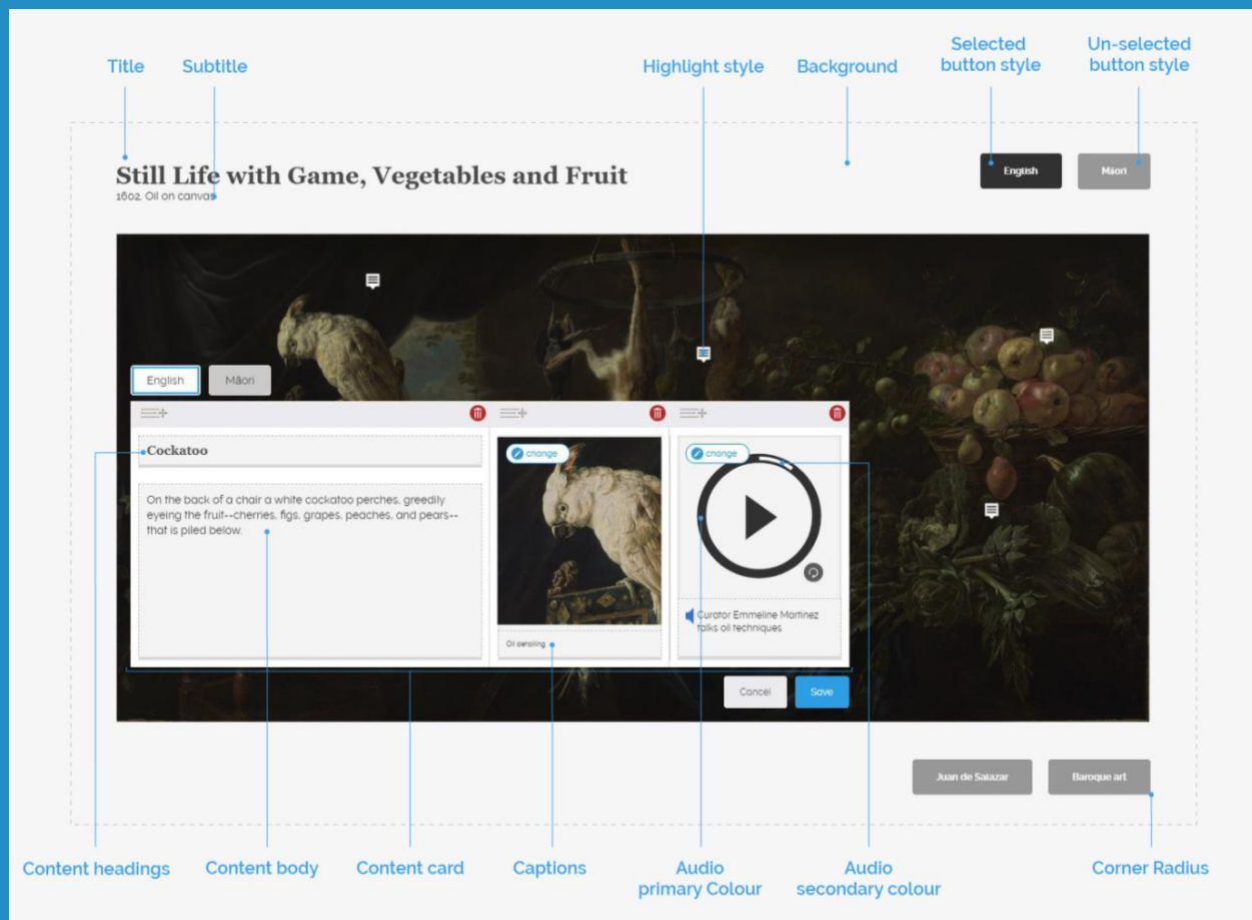 Title
Subtitle
Highlight style
Background
Selected
button style
Un-selected
button style
Still Life with Game, Vegetables and Fruit
1602. Oil on canvas
English
Māori
English
Māori
Cockatoo
On the back of a chair a white cockatoo perches, greedily
eyeing the fruit--cherries, figs, grapes, peaches, and pears--
that is piled below.
change
Oil
change
Curator Emmeline Martinez
talks oil techniques
Cancel
Save
Juan de Salazar
Baroque art
Content headings
Content body
Content card
Captions
Audio
primary Colour
Audio
secondary colour
Corner Radius